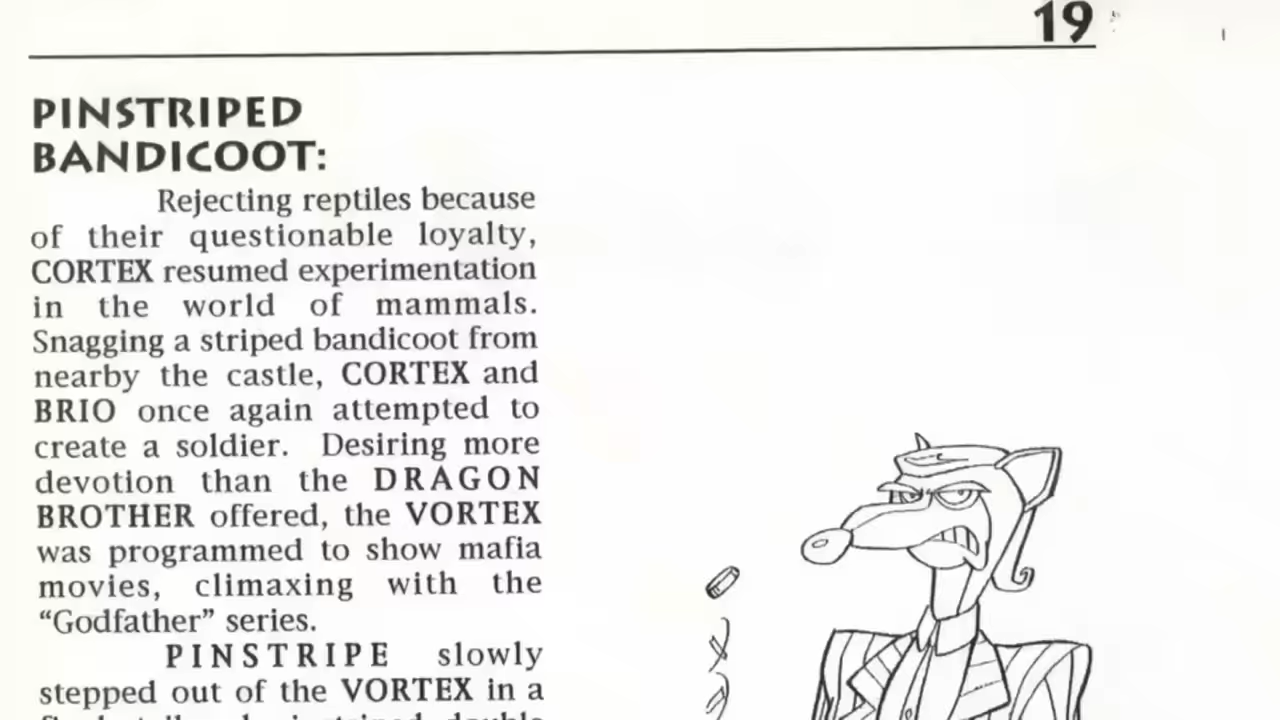 19
PINSTRIPED
BANDICOOT:
Rejecting reptiles because
of their questionable loyalty,
CORTEX resumed experimentation
in the world of mammals.
Snagging a striped bandicoot from
nearby the castle, CORTEX and
BRIO once again attempted to
create a soldier. Desiring more
devotion than the DRAGON
BROTHER offered, the VORTEX
was programmed to show mafia
movies, climaxing with the
“Godfather” series.
PINSTRIPE slowly
stepped out of the VORTEX in a